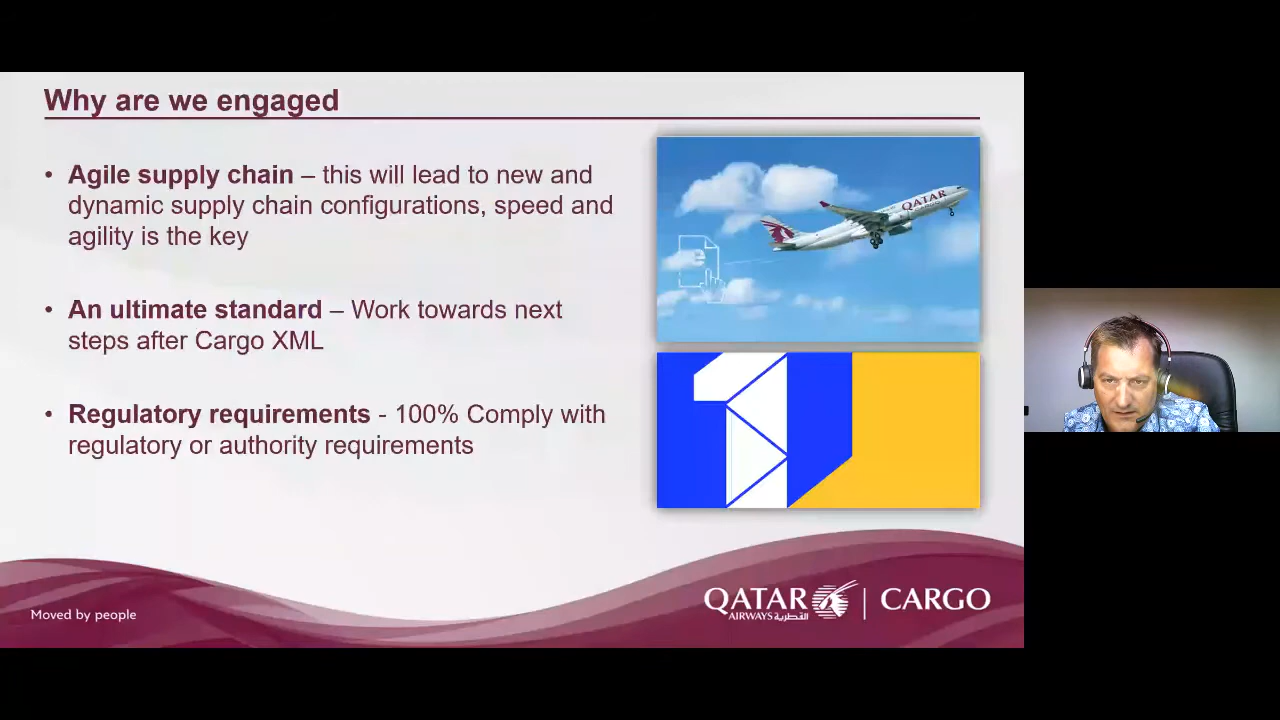 Why are we engaged
• Agile supply chain – this will lead to new and
dynamic supply chain configurations, speed and
agility is the key
• An ultimate standard – Work towards next
steps after Cargo XML
• Regulatory requirements - 100% Comply with
regulatory or authority requirements
QATAR
e
1
Moved by people
QATAR
AIRWAYS القطرية
CARGO